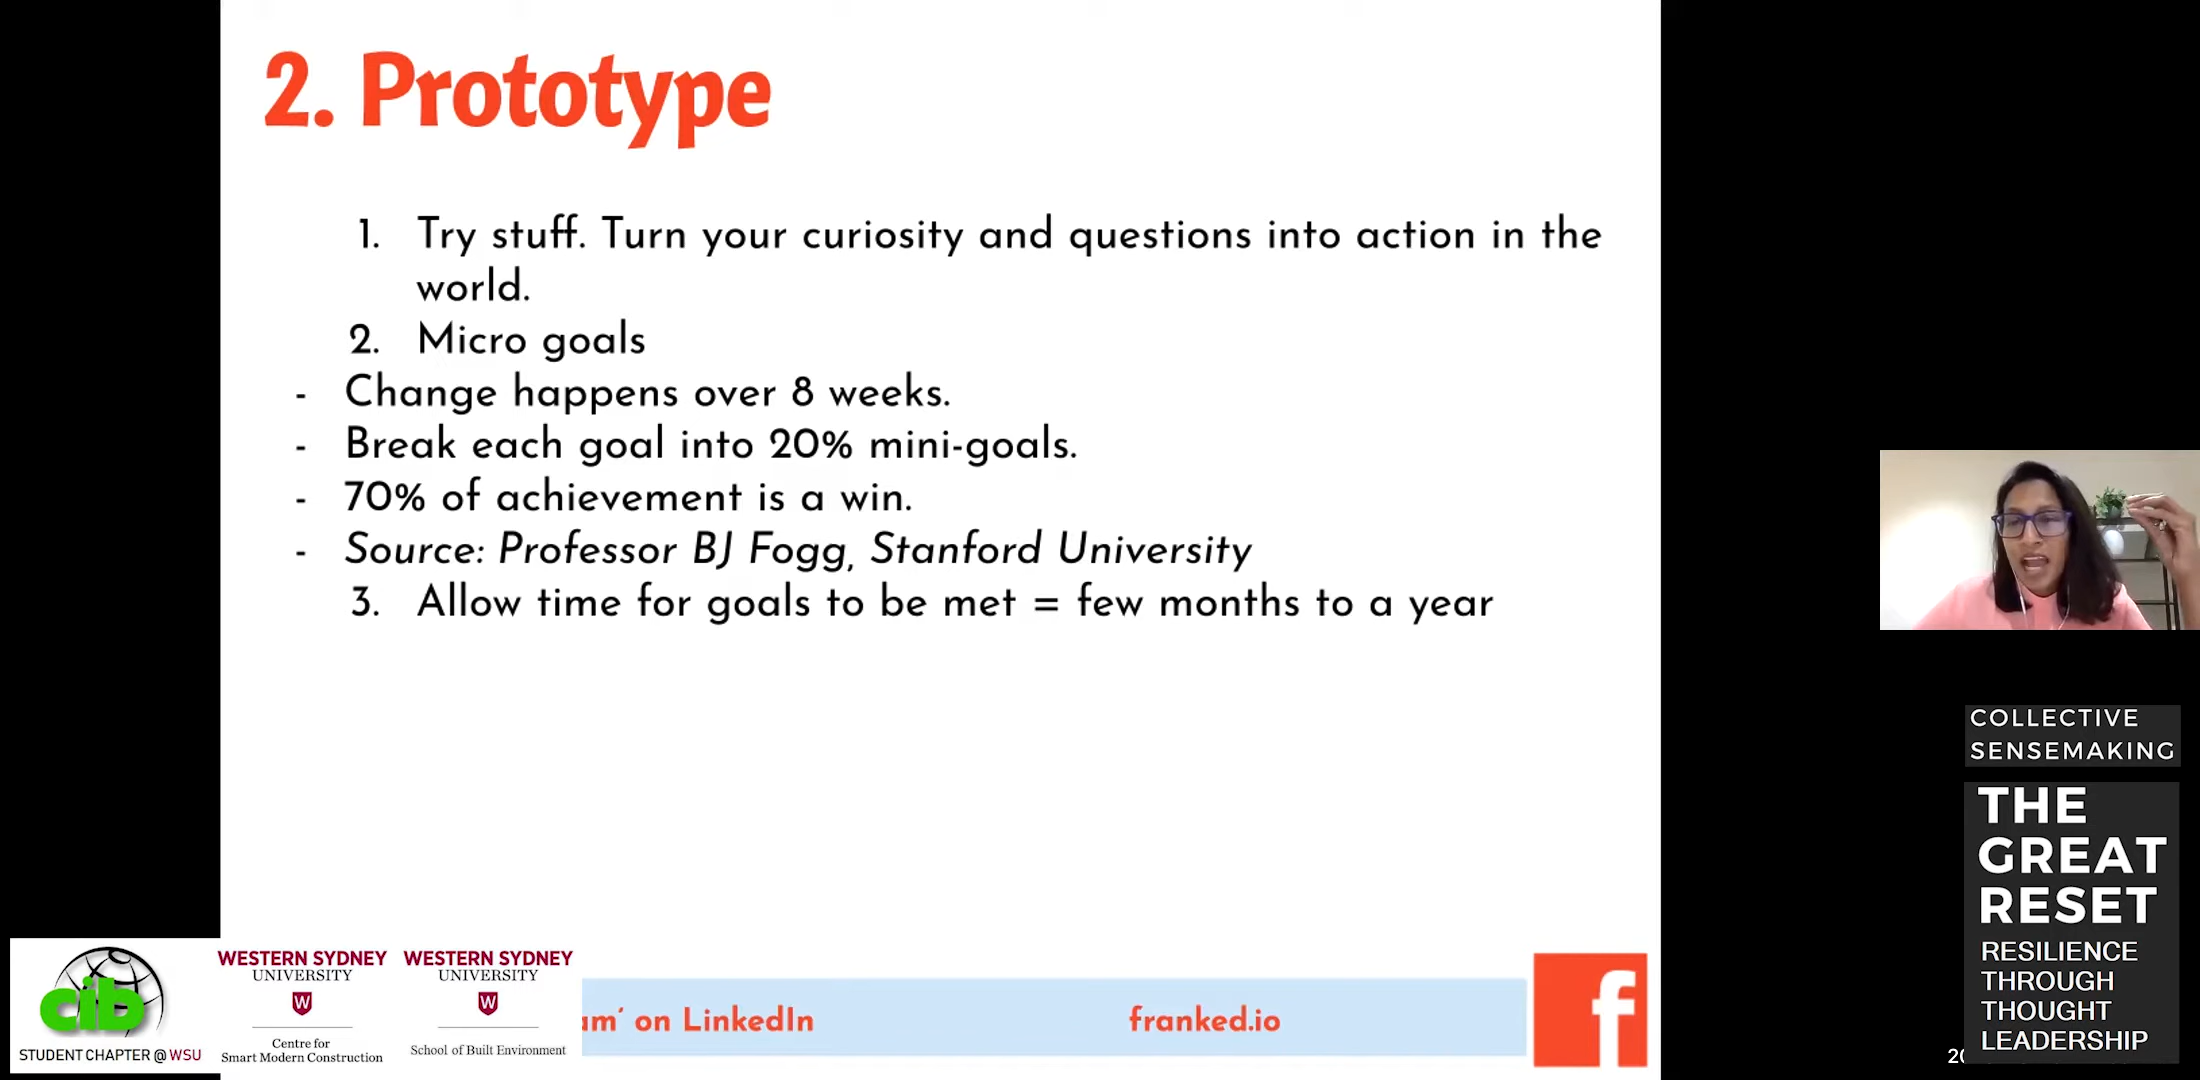 2. Prototype
1. Try stuff. Turn your curiosity and questions into action in the
world.
2. Micro goals
- Change happens over 8 weeks.
- Break each goal into 20% mini-goals.
- 70% of achievement is a win.
- Source: Professor BJ Fogg, Stanford University
3. Allow time for goals to be met = few months to a year
COLLECTIVE
SENSEMAKING
THE
GREAT
RESET
RESILIENCE
THROUGH
THOUGHT
LEADERSHIP
cib
STUDENT CHAPTER @ WSU
WESTERN SYDNEY
UNIVERSITY
W
Centre for
Smart Modern Construction
WESTERN SYDNEY
UNIVERSITY
W
School of Built Environment
on LinkedIn
franked.io
f